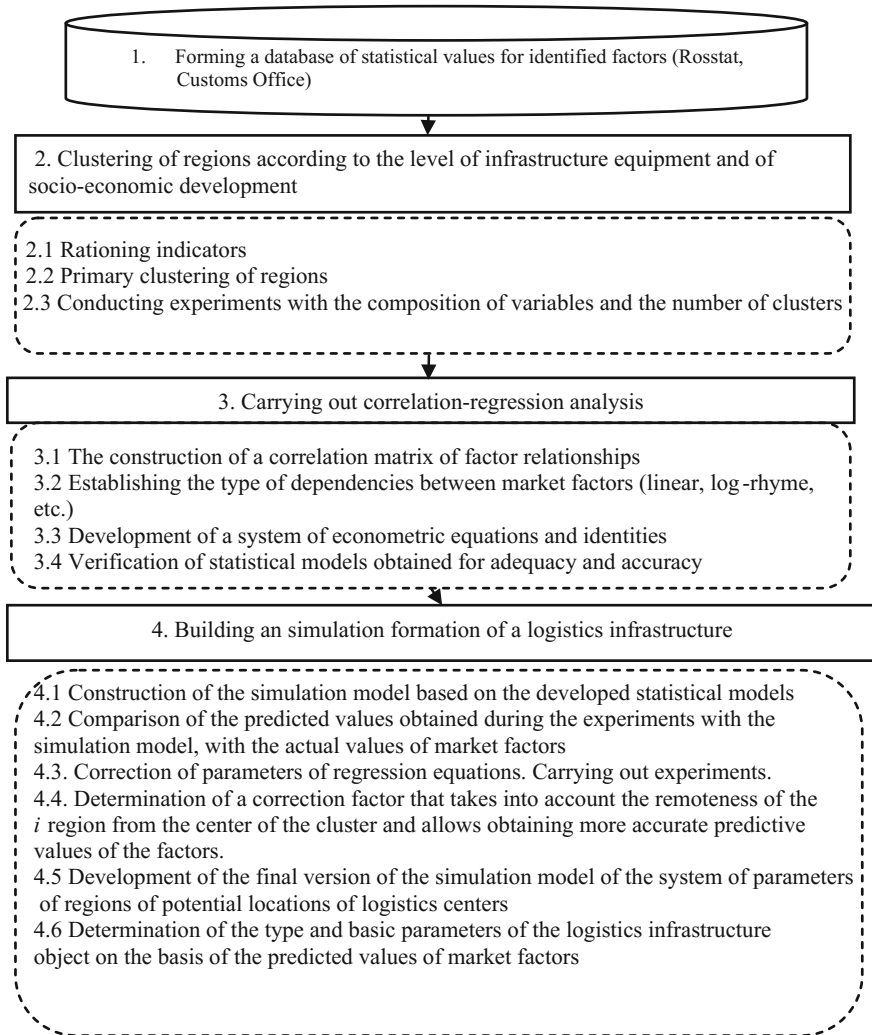 1. Forming a database of statistical values for identified factors (Rosstat,
Customs Office)
2. Clustering of regions according to the level of infrastructure equipment and of
socio-economic development
2.1 Rationing indicators
2.2 Primary clustering of regions
2.3 Conducting experiments with the composition of variables and the number of clusters
3. Carrying out correlation-regression analysis
3.1 The construction of a correlation matrix of factor relationships
3.2 Establishing the type of dependencies between market factors (linear, log-rhyme,
etc.)
3.3 Development of a system of econometric equations and identities
3.4 Verification of statistical models obtained for adequacy and accuracy
4. Building an simulation formation of a logistics infrastructure
4.1 Construction of the simulation model based on the developed statistical models
4.2 Comparison of the predicted values obtained during the experiments with the
simulation model, with the actual values of market factors
4.3. Correction of parameters of regression equations. Carrying out experiments.
4.4. Determination of a correction factor that takes into account the remoteness of the
i region from the center of the cluster and allows obtaining more accurate predictive
values of the factors.
4.5 Development of the final version of the simulation model of the system of parameters
of regions of potential locations of logistics centers
4.6 Determination of the type and basic parameters of the logistics infrastructure
object on the basis of the predicted values of market factors